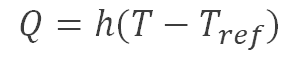 Q = h(T − T_ref)